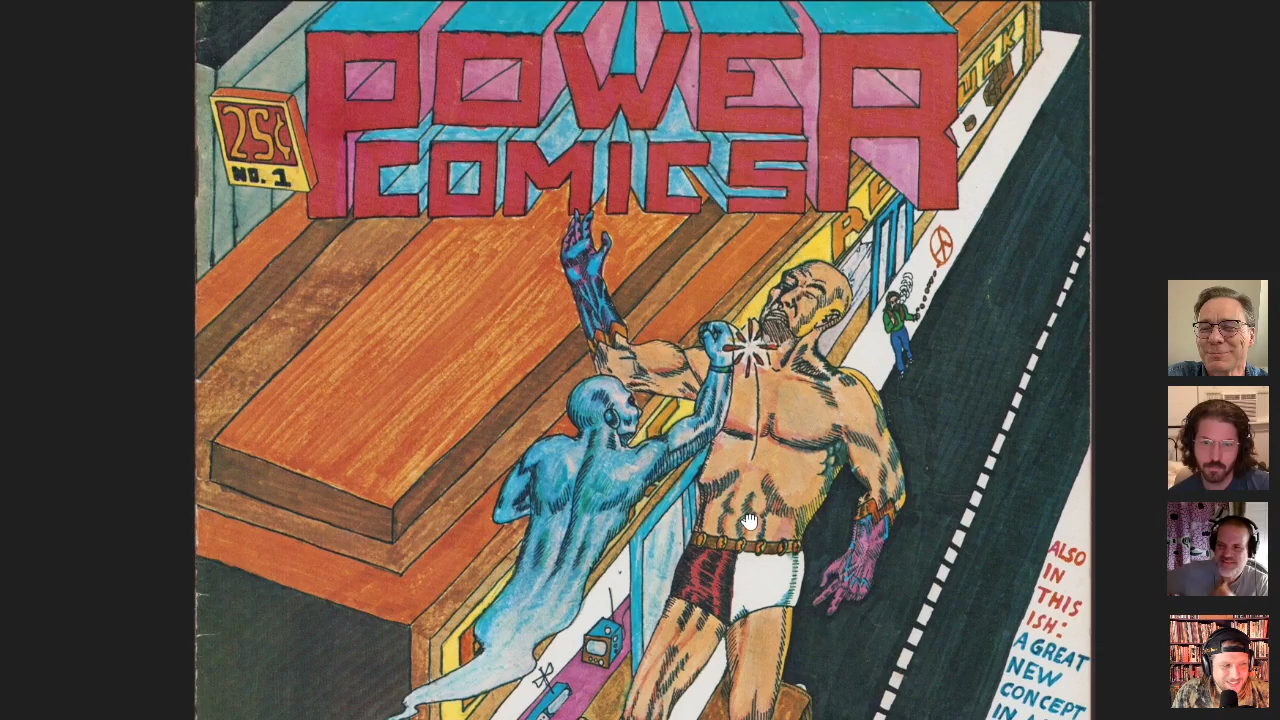 POWER
COMICS
25¢
NO. 1
ALSO
IN
THIS
ISH:
A GREAT
NEW
CONCEPT
IN